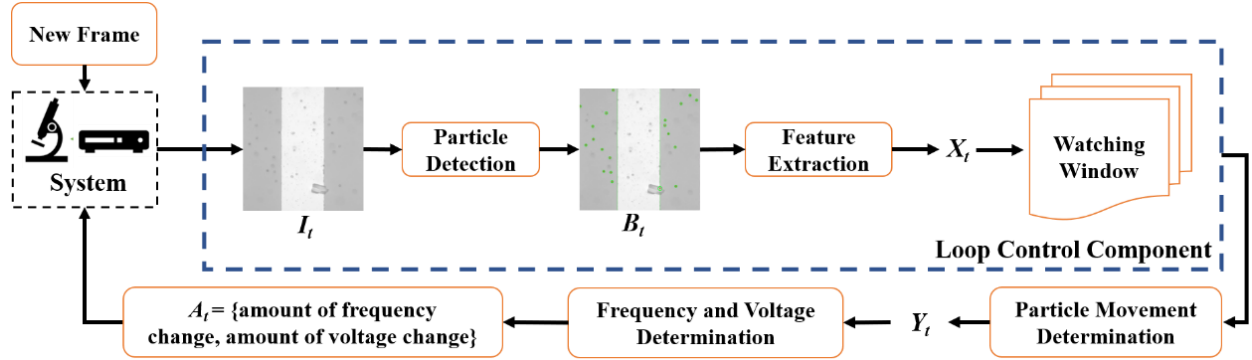 New Frame
System
I_t
Particle
Detection
B_t
Feature
Extraction
X_t
Watching
Window
Loop Control Component
A_t = {amount of frequency
change, amount of voltage change}
Frequency and Voltage
Determination
Y_t
Particle Movement
Determination